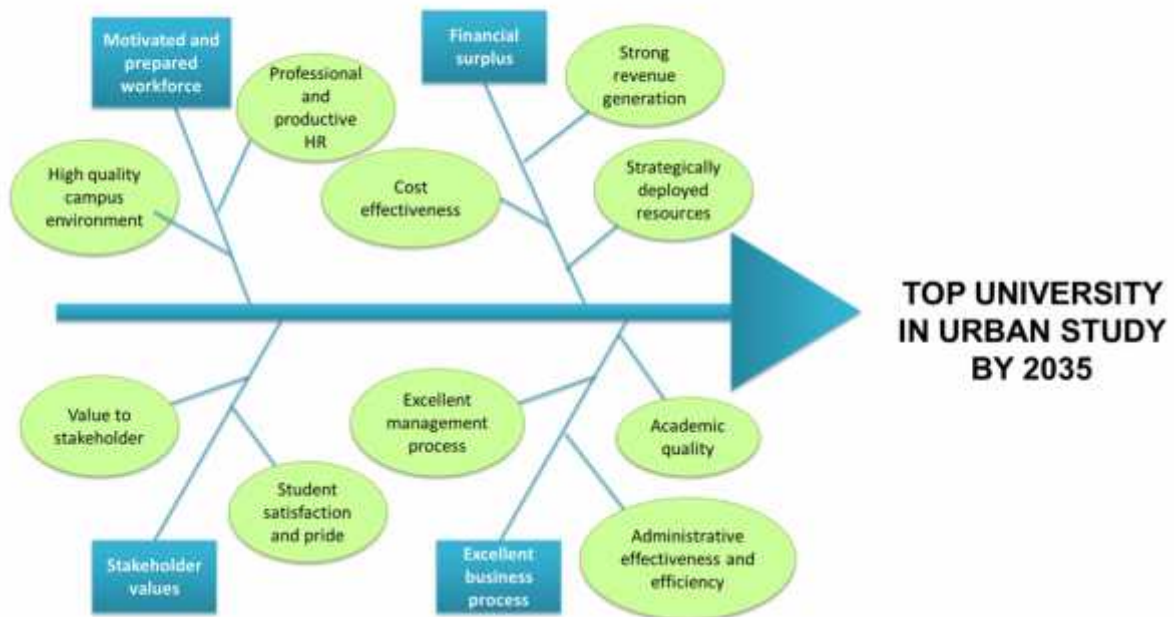 Motivated and
prepared
workforce
Professional
and
productive
HR
High quality
campus
environment
Financial
surplus
Strong
revenue
generation
Cost
effectiveness
Strategically
deployed
resources
TOP UNIVERSITY
IN URBAN STUDY
BY 2035
Value to
stakeholder
Student
satisfaction
and pride
Stakeholder
values
Excellent
management
process
Academic
quality
Administrative
effectiveness and
efficiency
Excellent
business
process